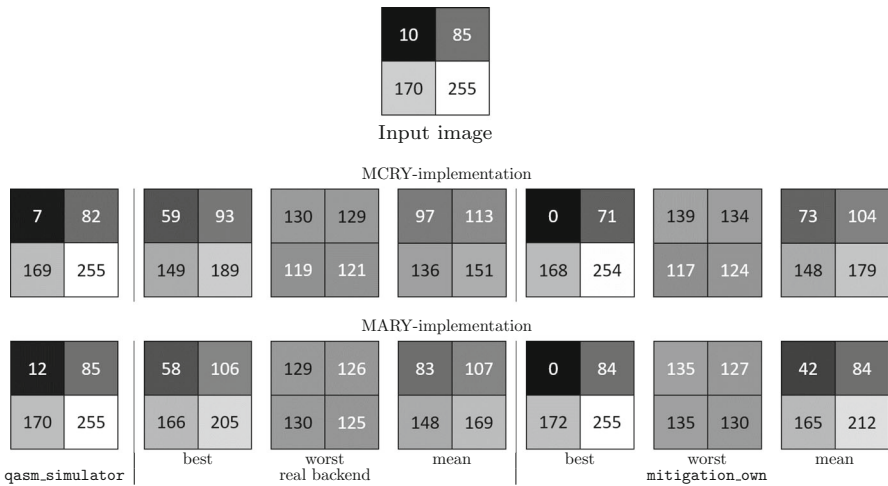 10 85
170 255
Input image
MCRY-implementation
7 82 59 93 130 129 97 113 0 71 139 134 73 104
169 255 149 189 119 121 136 151 168 254 117 124 148 179
MARY-implementation
12 85 58 106 129 126 83 107 0 84 135 127 42 84
170 255 166 205 130 125 148 169 172 255 135 130 165 212
best worst mean best worst mean
qasm_simulator real backend mitigation_own